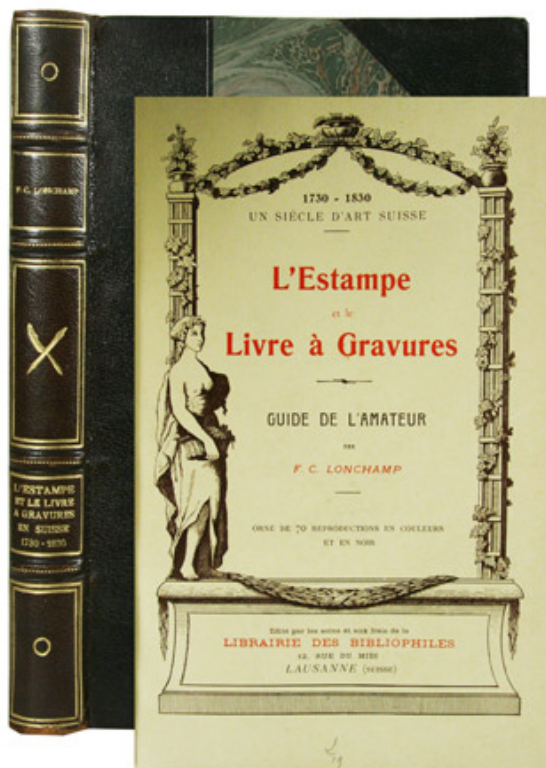 F. C. LONCHAMP
L'ESTAMPE
ET LE LIVRE
A GRAVURES
EN SUISSE
1730 - 1830
1730 - 1830
UN SIÈCLE D'ART SUISSE
L'Estampe
et le
Livre à Gravures
GUIDE DE L'AMATEUR
PAR
F. C. LONCHAMP
ORNÉ DE 70 REPRODUCTIONS EN COULEURS
ET EN NOIR
Edité par les soins et aux frais de la
LIBRAIRIE DES BIBLIOPHILES
12, RUE DU MIDI
LAUSANNE (SUISSE)